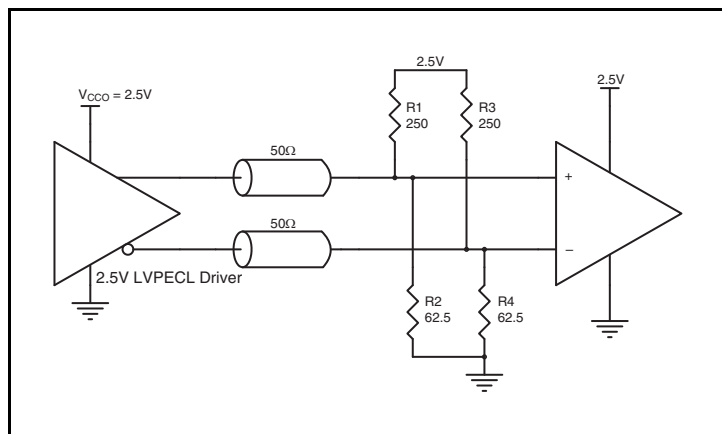 2.5V
V_CCO = 2.5V
2.5V
R1
250
R3
250
50Ω
+
50Ω
–
2.5V LVPECL Driver
R2
62.5
R4
62.5